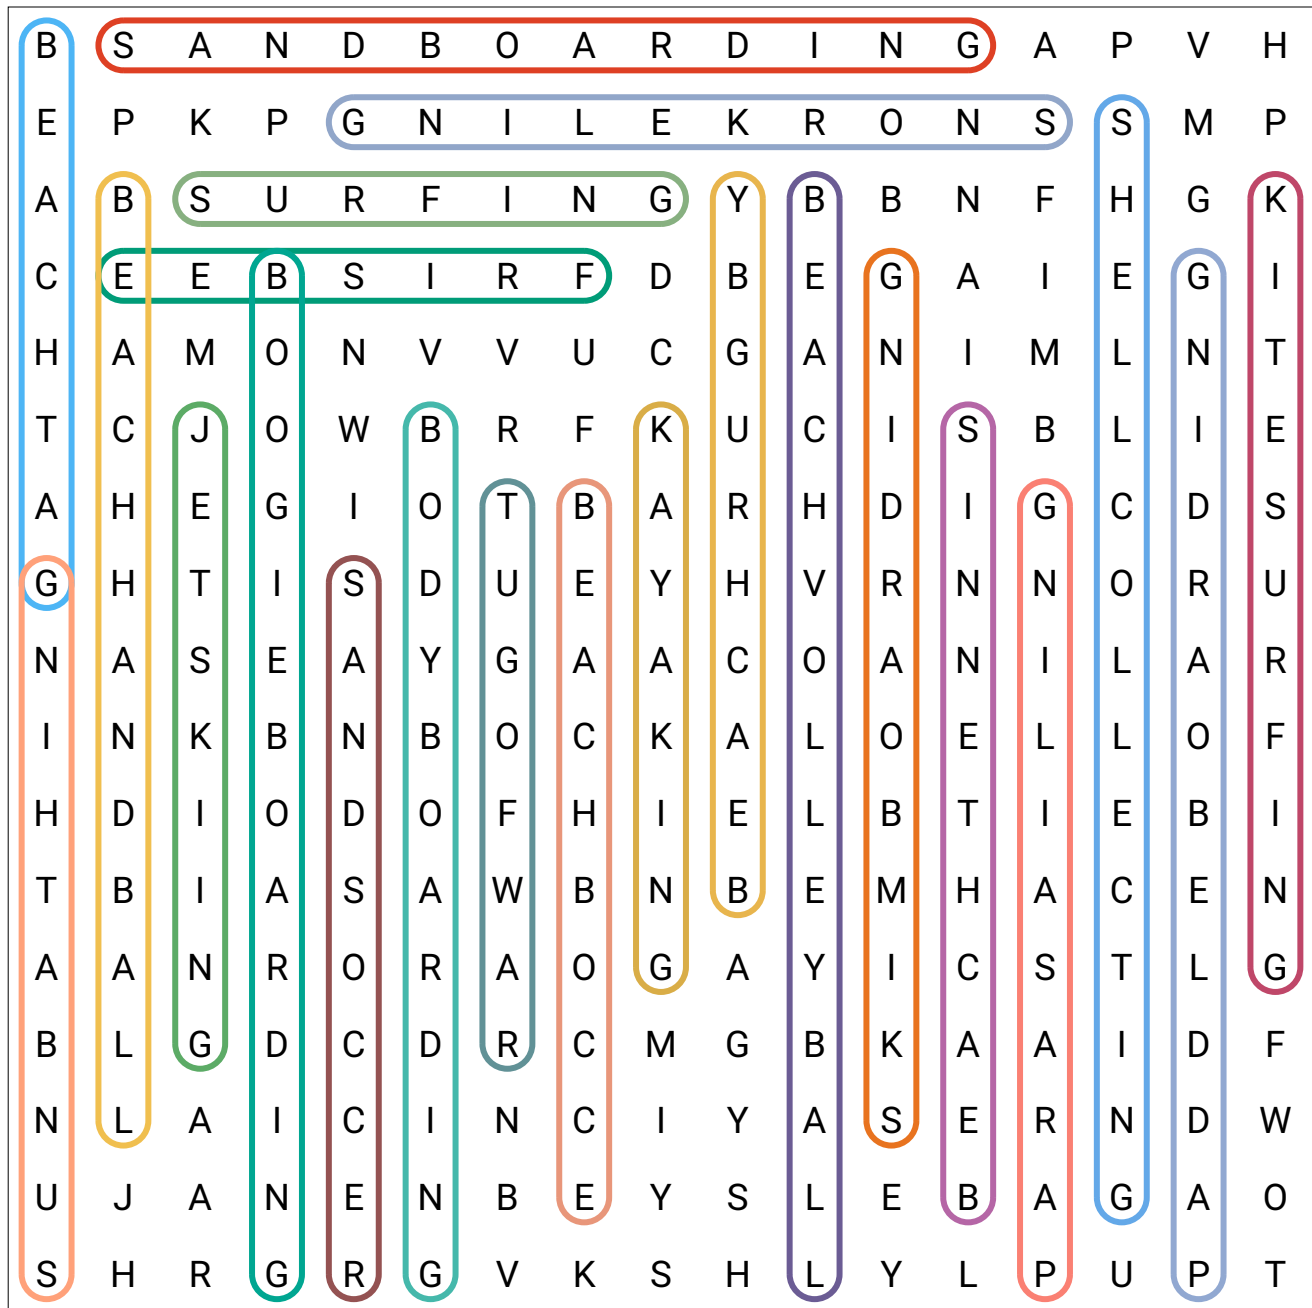 B S A N D B O A R D I N G A P V H
E P K P G N I L E K R O N S S M P
A B S U R F I N G Y B B N F H G K
C E E B S I R F D B E G A I E G I
H A M O N V V U C G A N I M L N T
T C J O W B R F K U C I S B L I E
A H E G I O T B A R H D I G C D S
G H T I S D U E Y H V R N N O R U
N A S E A Y G A A C O A N I L A R
I N K B N B O C K A L O E L L O F
H D I O D O F H I E L B T I E B I
T B I A S A W B N B E M H A C E N
A A N R O R A O G A Y I C S T L G
B L G D C D R C M G B K A A I D F
N L A I C I N C I Y A S E R N D W
U J A N E N B E Y S L E B A G A O
S H R G R G V K S H L Y L P U P T